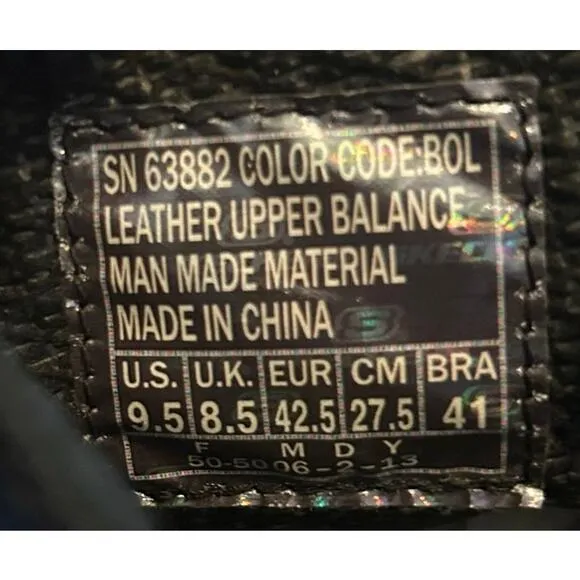 SN 63882 COLOR CODE:BOL
LEATHER UPPER BALANCE
MAN MADE MATERIAL
MADE IN CHINA
U.S. U.K. EUR CM BRA
9.5 8.5 42.5 27.5 41
F M D Y
50-50 06-2-13